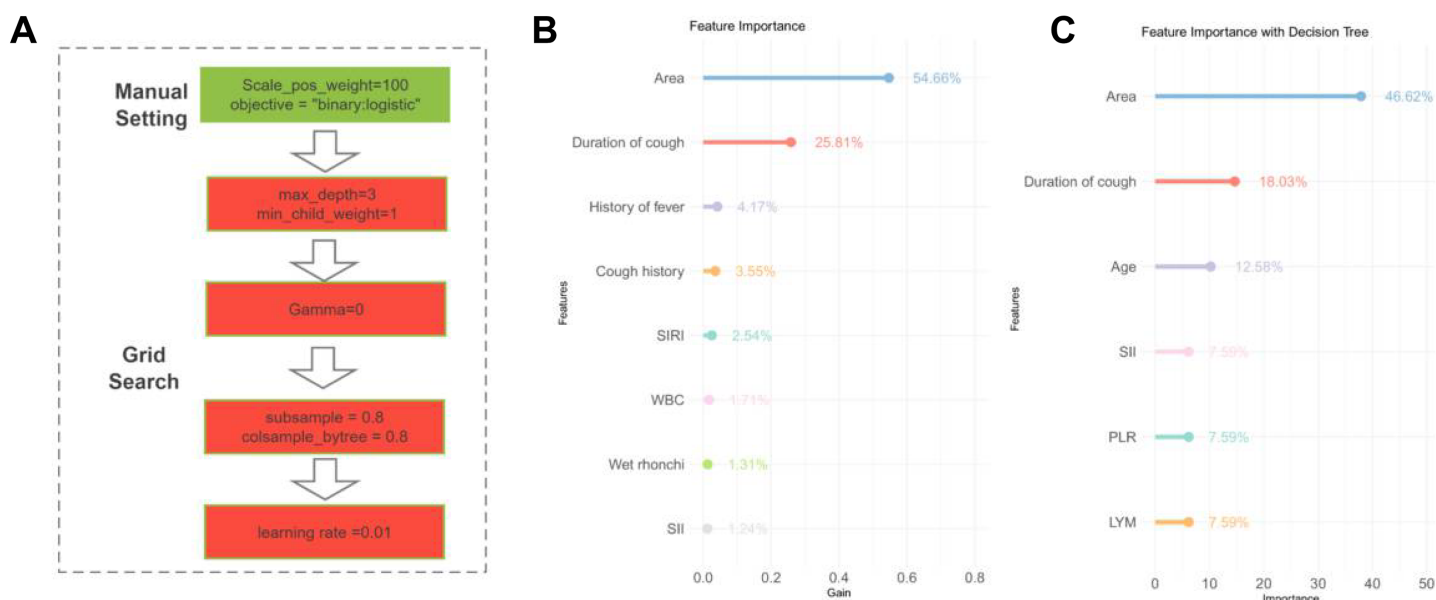 A
Manual
Setting
Scale_pos_weight=100
objective = "binary:logistic"
max_depth=3
min_child_weight=1
Gamma=0
Grid
Search
subsample = 0.8
colsample_bytree = 0.8
learning rate =0.01
B
Feature Importance
Features
Area
54.66%
Duration of cough
25.81%
History of fever
4.17%
Cough history
3.55%
SIRI
2.54%
WBC
1.71%
Wet rhonchi
1.31%
SII
1.24%
0.0 0.2 0.4 0.6 0.8
Gain
C
Feature Importance with Decision Tree
Features
Area
46.62%
Duration of cough
18.03%
Age
12.58%
SII
7.59%
PLR
7.59%
LYM
7.59%
0 10 20 30 40 50
Importance